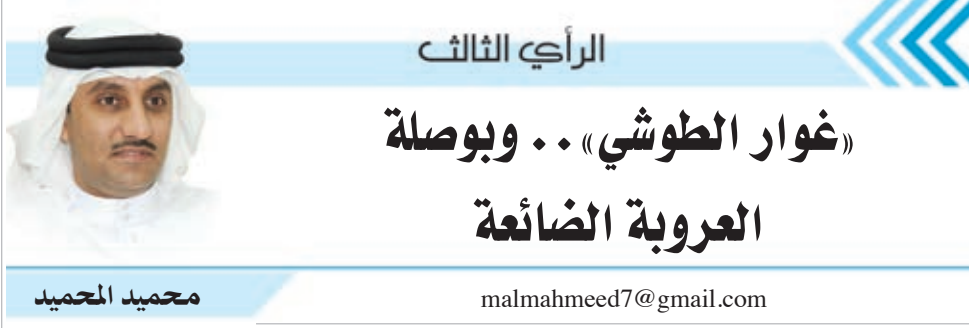 الرأي الثالث
«غوار الطوشي».. وبوصلة
العروبة الضائعة
محميد المحميد
malmahmeed7@gmail.com